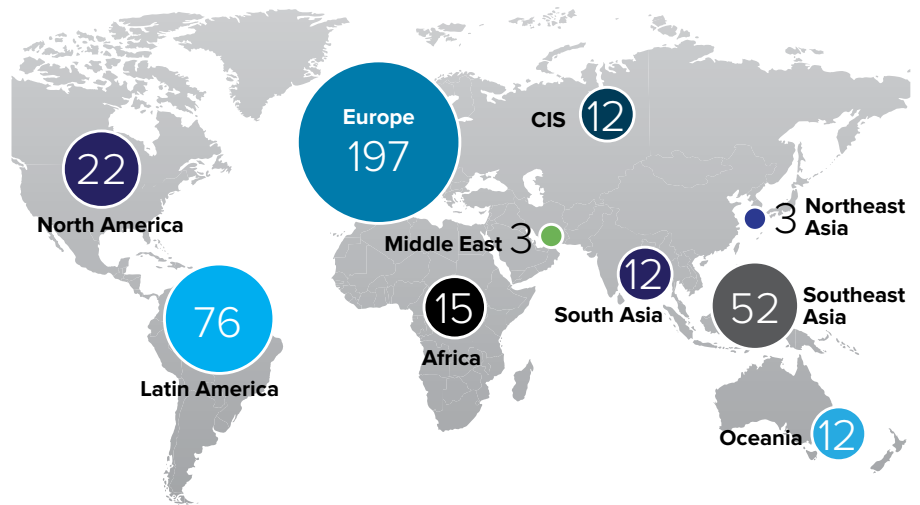 Europe
197
CIS
12
22
North America
3
Northeast
Asia
Middle East
3
12
South Asia
15
Africa
52
Southeast
Asia
76
Latin America
Oceania
12